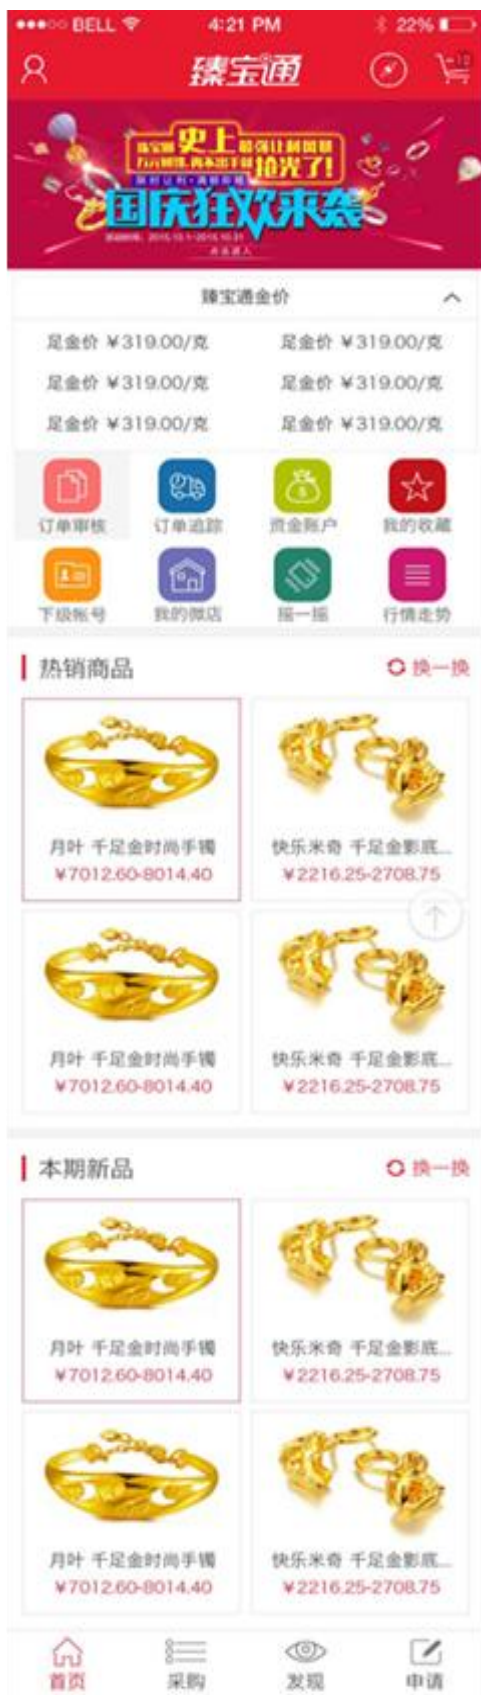 BELL 4:21 PM 22%
臻宝通
史上
最强让利风暴
抢光了!
国庆狂欢来袭
点击进入
臻宝通金价
足金价 ¥319.00/克 足金价 ¥319.00/克
足金价 ¥319.00/克 足金价 ¥319.00/克
足金价 ¥319.00/克 足金价 ¥319.00/克
订单审核 订单追踪 资金账户 我的收藏
下级帐号 我的微店 摇一摇 行情走势
热销商品 换一换
月叶 千足金时尚手镯 快乐米奇 千足金影底...
¥7012.60-8014.40 ¥2216.25-2708.75
月叶 千足金时尚手镯 快乐米奇 千足金影底...
¥7012.60-8014.40 ¥2216.25-2708.75
本期新品 换一换
月叶 千足金时尚手镯 快乐米奇 千足金影底...
¥7012.60-8014.40 ¥2216.25-2708.75
月叶 千足金时尚手镯 快乐米奇 千足金影底...
¥7012.60-8014.40 ¥2216.25-2708.75
首页 采购 发现 申请